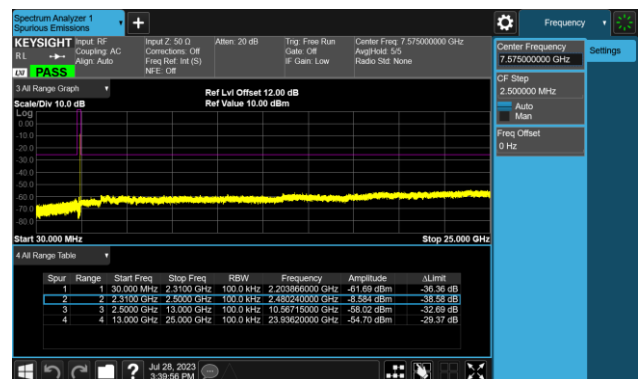 Spectrum Analyzer 1
Spurious Emissions
+
Frequency
KEYSIGHT
R L
LW PASS
Input: RF
Coupling: AC
Align: Auto
Input Z: 50 Ω
Corrections: Off
Freq Ref: Int (S)
NFE: Off
Atten: 20 dB
Trig: Free Run
Gate: Off
IF Gain: Low
Center Freq: 7.575000000 GHz
Avg|Hold: 5/5
Radio Std: None
Center Frequency
7.575000000 GHz
Settings
CF Step
2.500000 MHz
Auto
Man
Freq Offset
0 Hz
3 All Range Graph
Scale/Div 10.0 dB
Ref Lvl Offset 12.00 dB
Ref Value 10.00 dBm
Log
0.00
-10.0
-20.0
-30.0
-40.0
-50.0
-60.0
-70.0
-80.0
Start 30.000 MHz
Stop 25.000 GHz
4 All Range Table
Spur Range Start Freq Stop Freq RBW Frequency Amplitude ΔLimit
1 1 30.000 MHz 2.3100 GHz 100.0 kHz 2.203866000 GHz -61.69 dBm -36.36 dB
2 2 2.3100 GHz 2.5000 GHz 100.0 kHz 2.480240000 GHz -8.584 dBm -38.58 dB
3 3 2.5000 GHz 13.000 GHz 100.0 kHz 10.56715000 GHz -58.02 dBm -32.69 dB
4 4 13.000 GHz 25.000 GHz 100.0 kHz 23.93620000 GHz -54.70 dBm -29.37 dB
?
Jul 28, 2023
3:39:56 PM